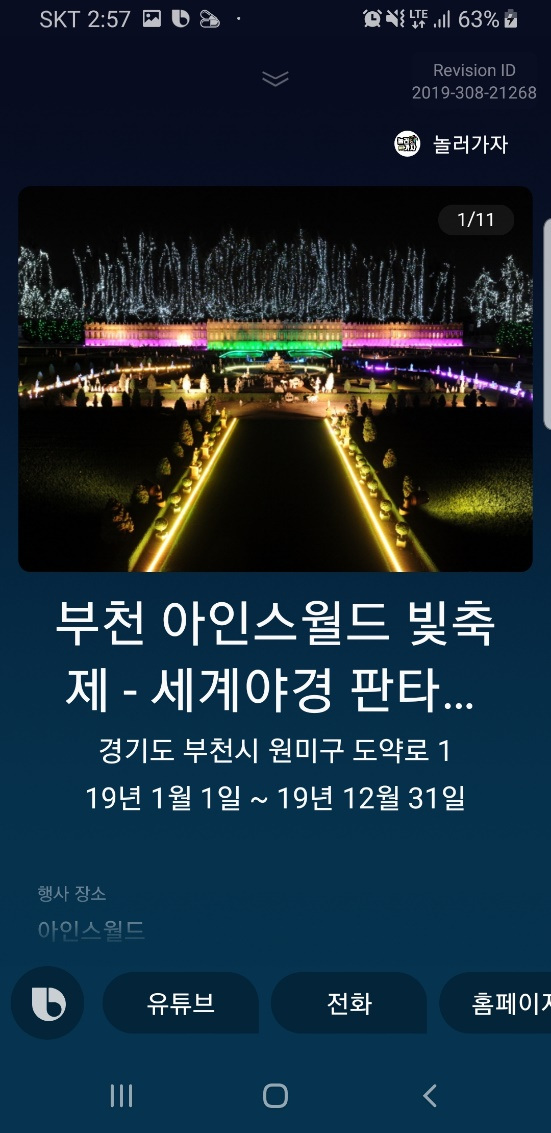 SKT 2:57
LTE
63%
Revision ID
2019-308-21268
놀러가자
1/11
부천 아인스월드 빛축
제 - 세계야경 판타...
경기도 부천시 원미구 도약로 1
19년 1월 1일 ~ 19년 12월 31일
행사 장소
아인스월드
유튜브
전화
홈페이지